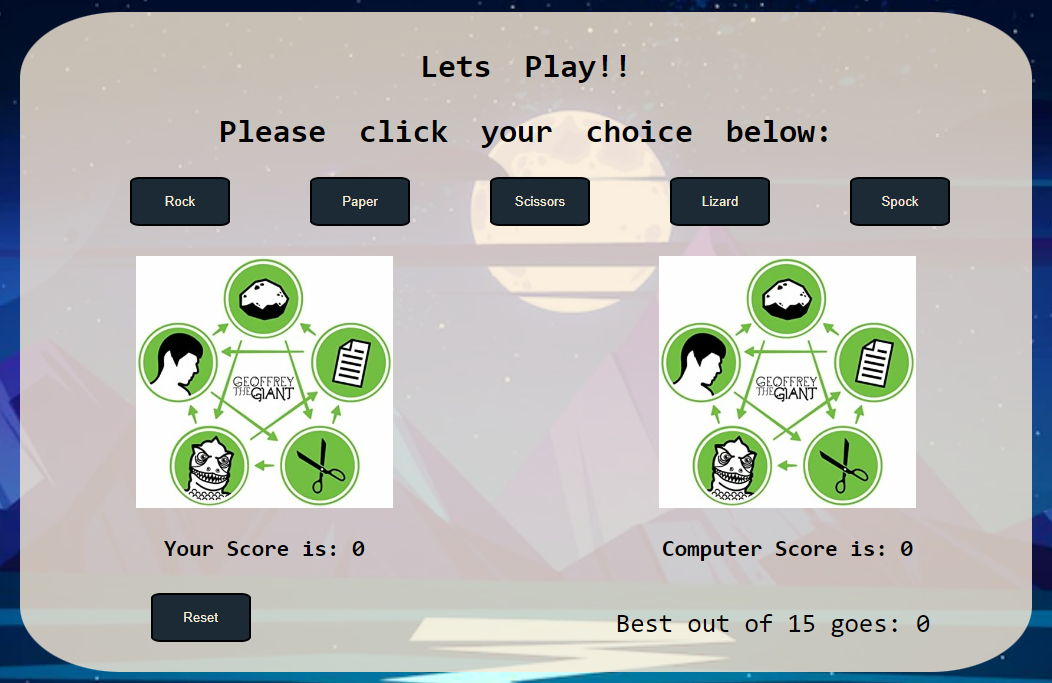 Lets Play!!
Please click your choice below:
Rock Paper Scissors Lizard Spock
GEOFFREY
THE GIANT
GEOFFREY
THE GIANT
Your Score is: 0
Computer Score is: 0
Reset
Best out of 15 goes: 0